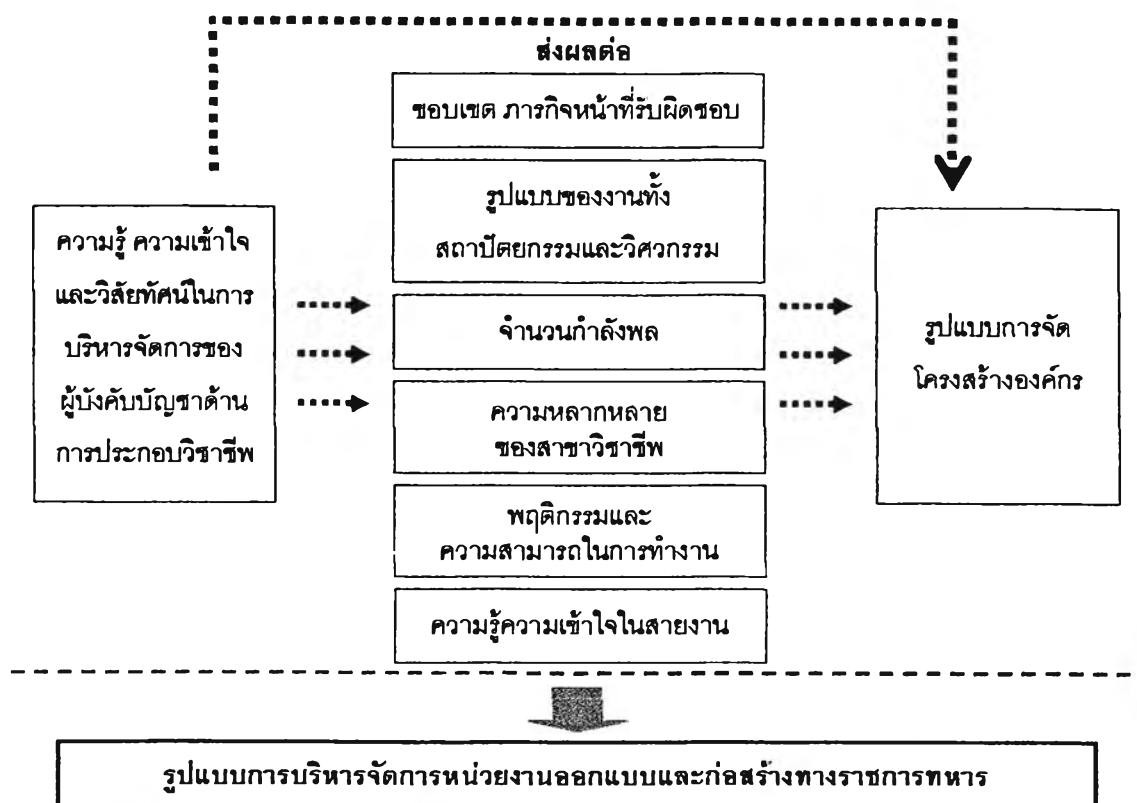 ส่งผลต่อ
ขอบเขต ภารกิจหน้าที่รับผิดชอบ
รูปแบบของงานทั้ง
สถาปัตยกรรมและวิศวกรรม
ความรู้ ความเข้าใจ
และวิสัยทัศน์ในการ
บริหารจัดการของ
ผู้บังคับบัญชาด้าน
การประกอบวิชาชีพ
จำนวนกำลังพล
ความหลากหลาย
ของสาขาวิชาชีพ
พฤติกรรมและ
ความสามารถในการทำงาน
ความรู้ความเข้าใจในสายงาน
รูปแบบการจัด
โครงสร้างองค์กร
รูปแบบการบริหารจัดการหน่วยงานออกแบบและก่อสร้างทางราชการทหาร